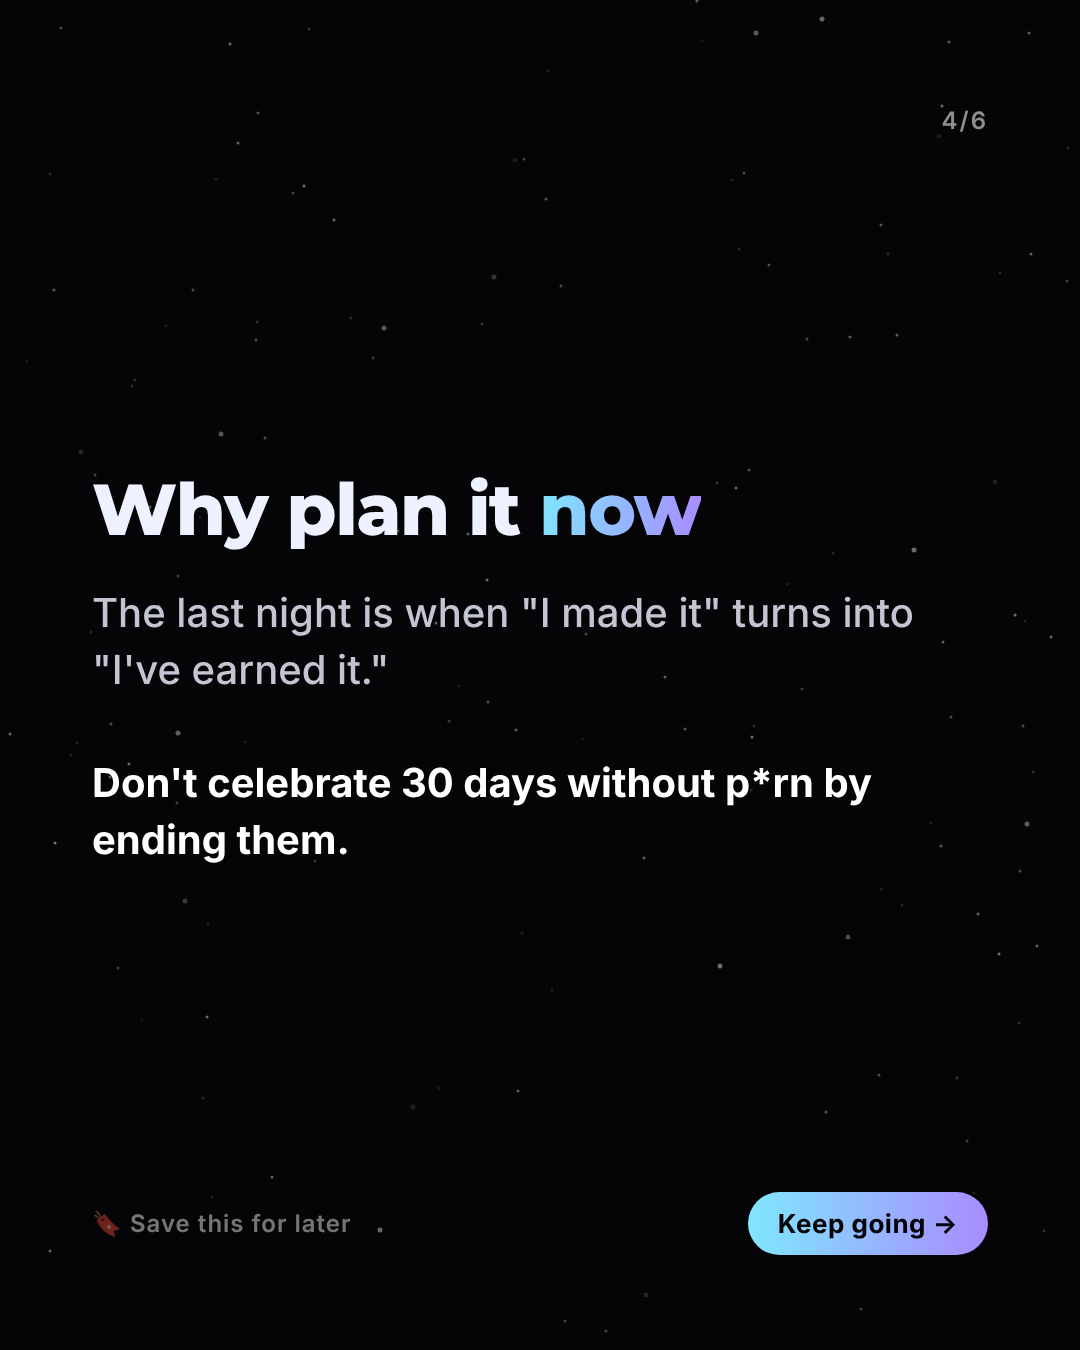 4/6
Why plan it now
The last night is when "I made it" turns into
"I've earned it."
Don't celebrate 30 days without p*rn by
ending them.
Save this for later
Keep going →